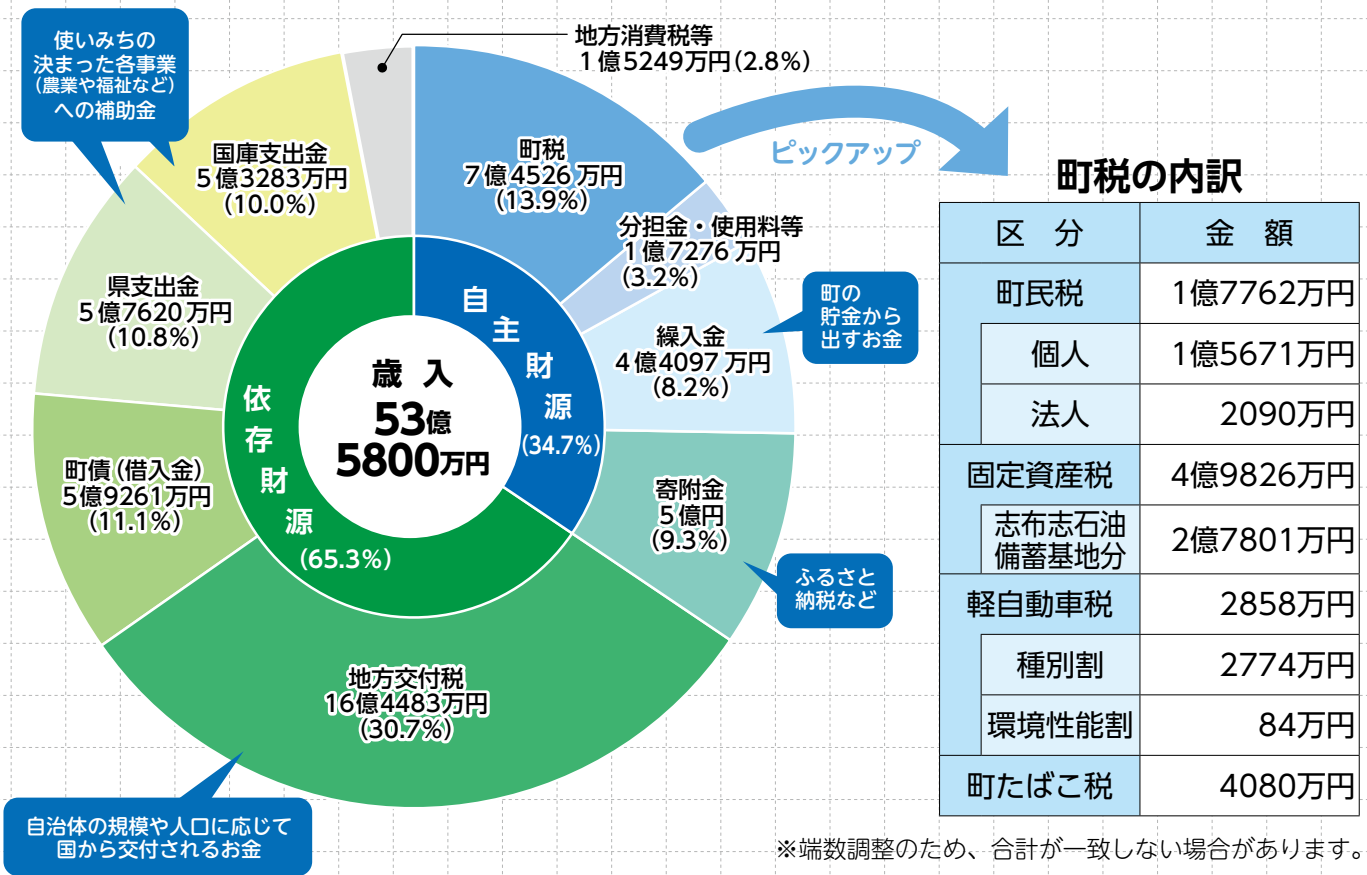 使いみちの
決まった各事業
(農業や福祉など)
への補助金
地方消費税等
1億5249万円(2.8%)
国庫支出金
5億3283万円
(10.0%)
町税
7億4526万円
(13.9%)
ピックアップ
分担金・使用料等
1億7276万円
(3.2%)
県支出金
5億7620万円
(10.8%)
繰入金
4億4097万円
(8.2%)
町の
貯金から
出すお金
自主財源
(34.7%)
歳入
53億
5800万円
依存財源
(65.3%)
町債(借入金)
5億9261万円
(11.1%)
寄附金
5億円
(9.3%)
ふるさと
納税など
地方交付税
16億4483万円
(30.7%)
自治体の規模や人口に応じて
国から交付されるお金
町税の内訳
区 分 金 額
町民税 1億7762万円
個人 1億5671万円
法人 2090万円
固定資産税 4億9826万円
志布志石油
備蓄基地分 2億7801万円
軽自動車税 2858万円
種別割 2774万円
環境性能割 84万円
町たばこ税 4080万円
※端数調整のため、合計が一致しない場合があります。